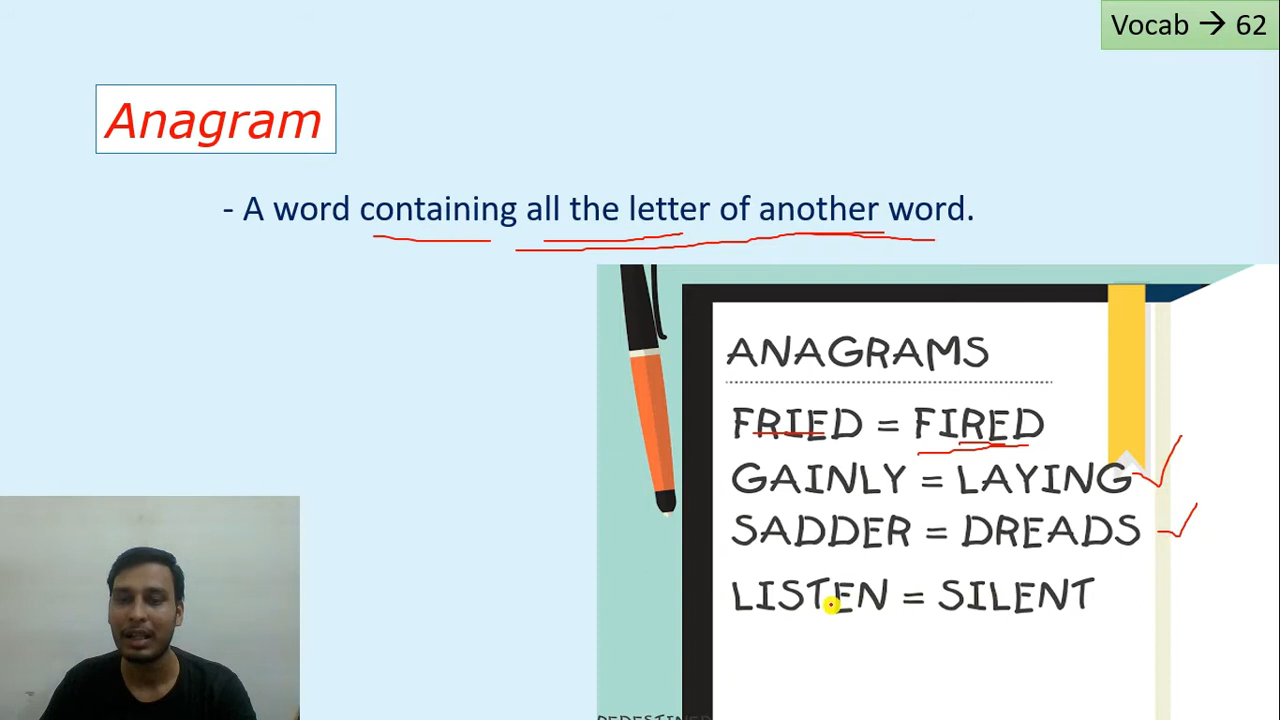 Vocab → 62
Anagram
- A word containing all the letter of another word.
ANAGRAMS
FRIED = FIRED
GAINLY = LAYING
SADDER = DREADS
LISTEN = SILENT